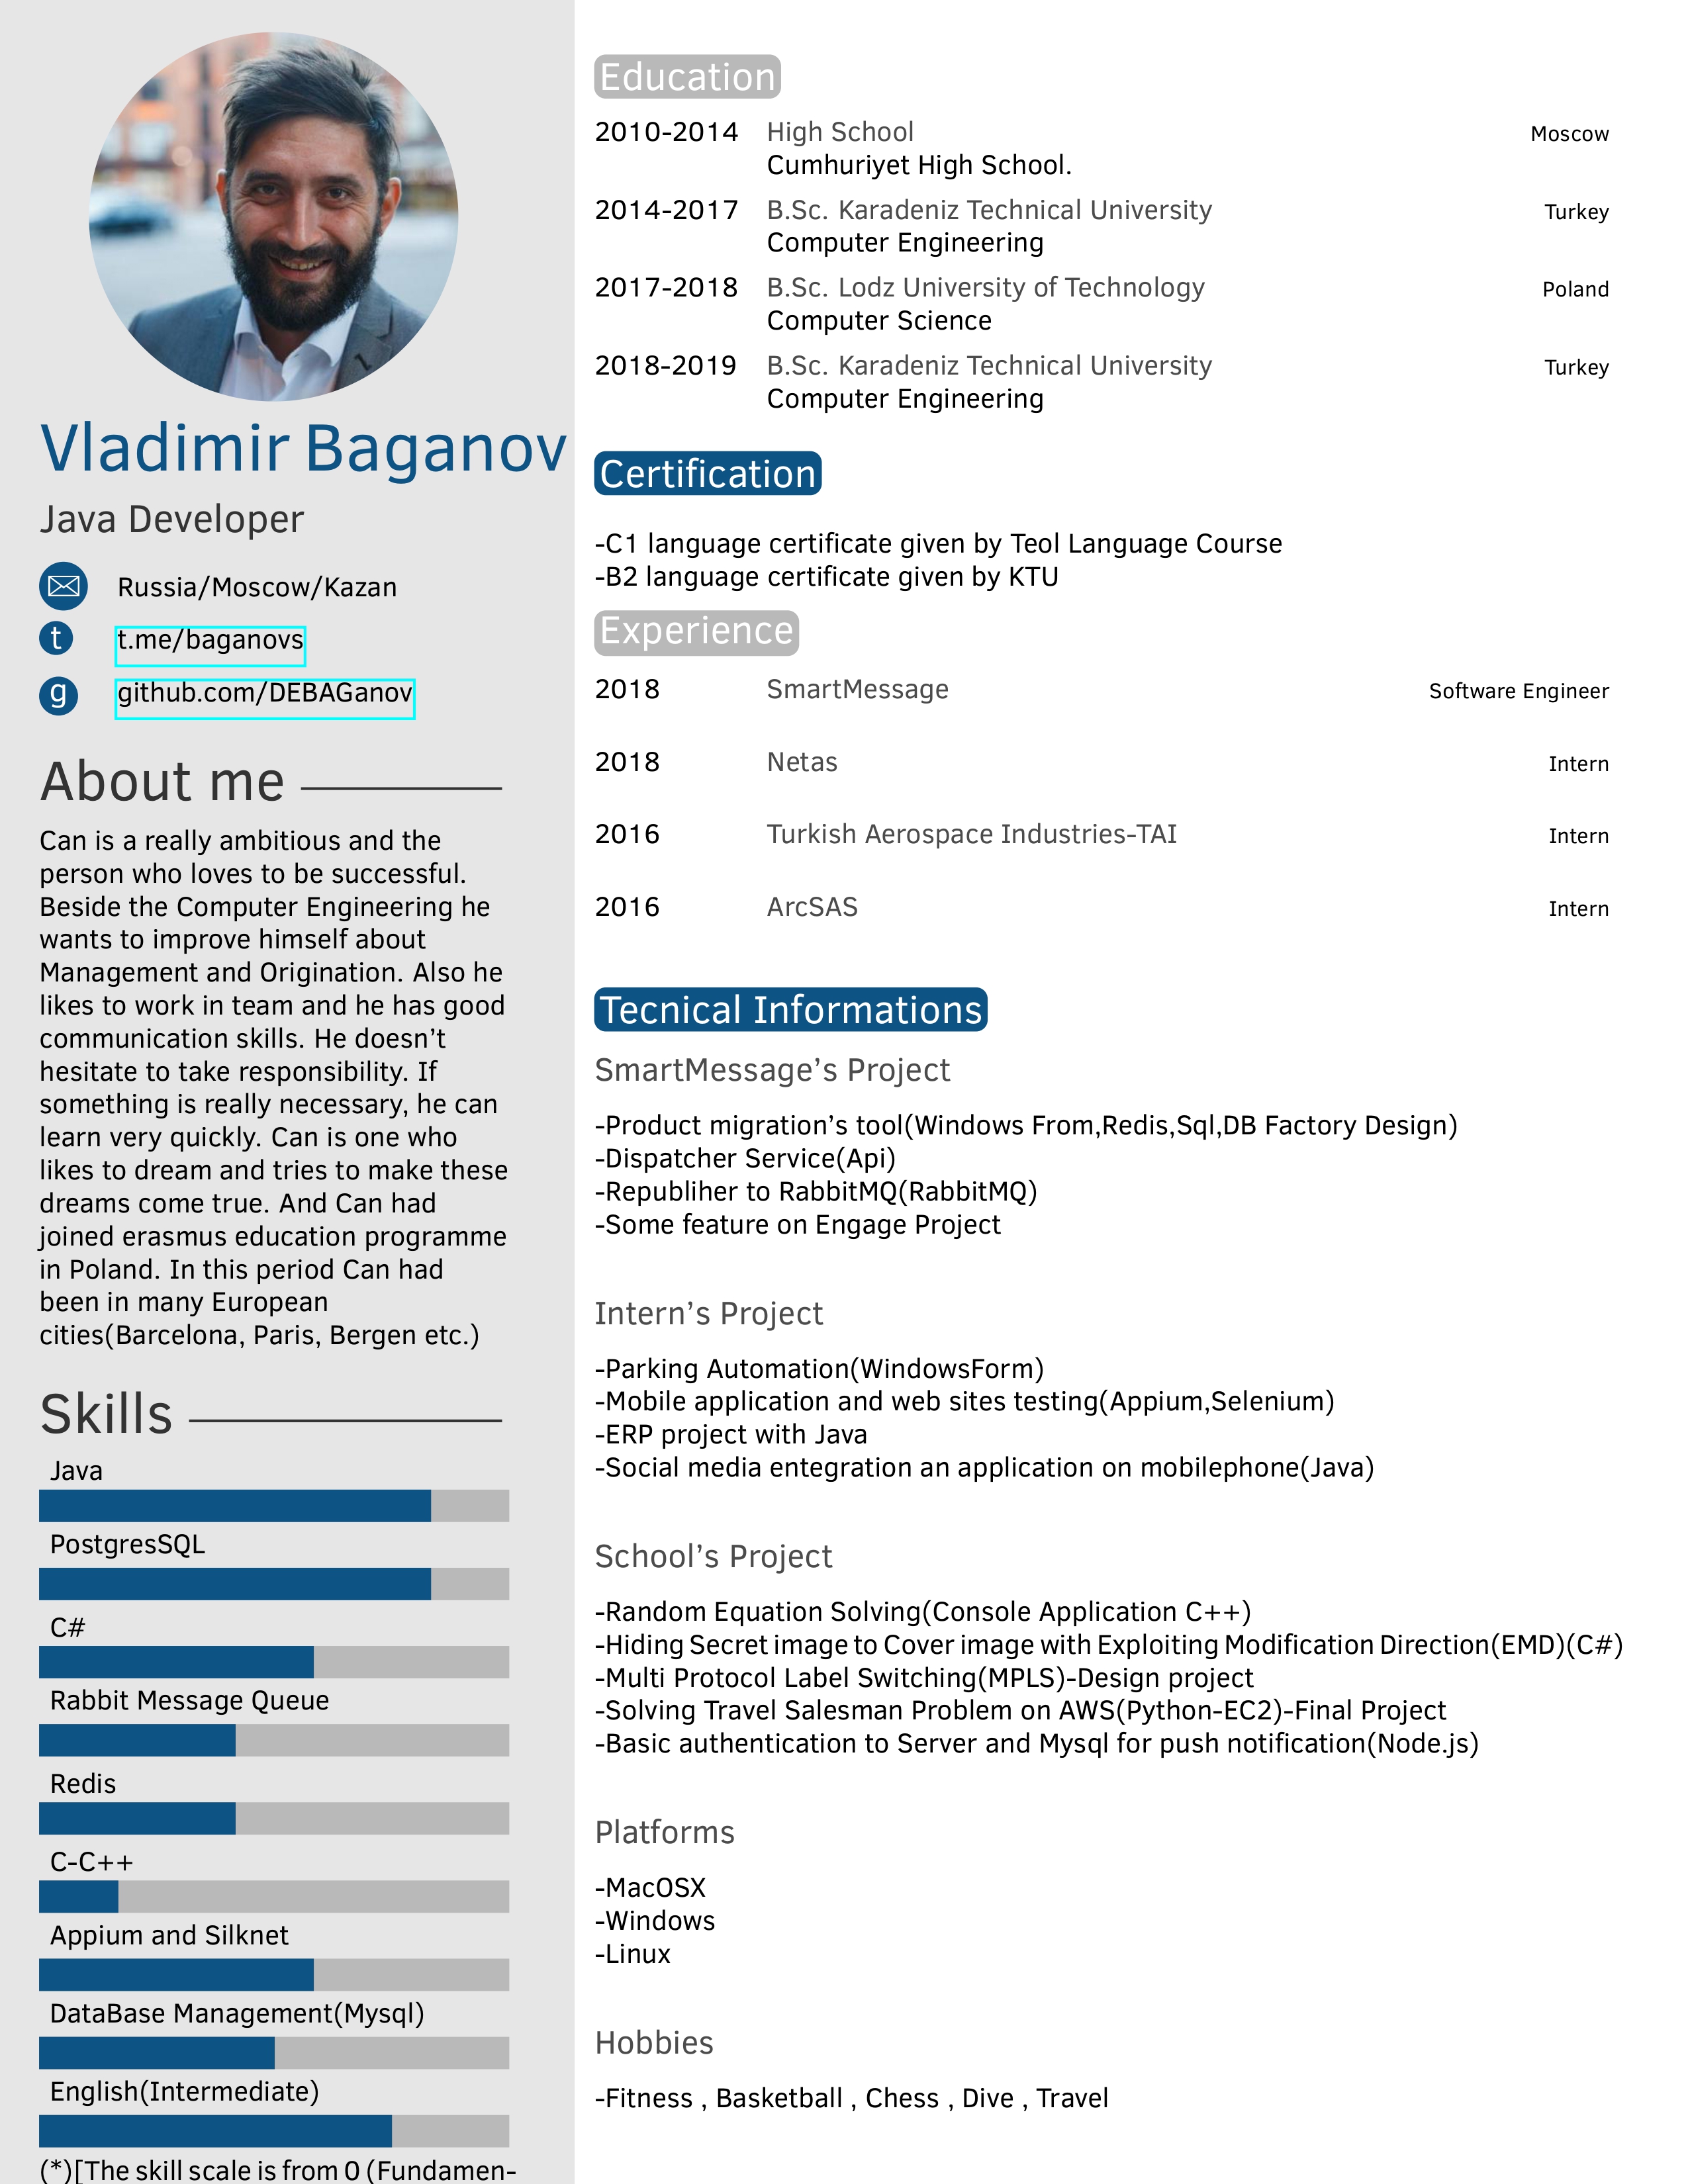 Vladimir Baganov
Java Developer
Russia/Moscow/Kazan
t t.me/baganovs
g github.com/DEBAGanov
About me
Can is a really ambitious and the
person who loves to be successful.
Beside the Computer Engineering he
wants to improve himself about
Management and Origination. Also he
likes to work in team and he has good
communication skills. He doesn’t
hesitate to take responsibility. If
something is really necessary, he can
learn very quickly. Can is one who
likes to dream and tries to make these
dreams come true. And Can had
joined erasmus education programme
in Poland. In this period Can had
been in many European
cities(Barcelona, Paris, Bergen etc.)
Skills
Java
PostgresSQL
C#
Rabbit Message Queue
Redis
C-C++
Appium and Silknet
DataBase Management(Mysql)
English(Intermediate)
(*)[The skill scale is from 0 (Fundamen-
Education
2010-2014 High School Moscow
Cumhuriyet High School.
2014-2017 B.Sc. Karadeniz Technical University Turkey
Computer Engineering
2017-2018 B.Sc. Lodz University of Technology Poland
Computer Science
2018-2019 B.Sc. Karadeniz Technical University Turkey
Computer Engineering
Certification
-C1 language certificate given by Teol Language Course
-B2 language certificate given by KTU
Experience
2018 SmartMessage Software Engineer
2018 Netas Intern
2016 Turkish Aerospace Industries-TAI Intern
2016 ArcSAS Intern
Tecnical Informations
SmartMessage’s Project
-Product migration’s tool(Windows From,Redis,Sql,DB Factory Design)
-Dispatcher Service(Api)
-Republiher to RabbitMQ(RabbitMQ)
-Some feature on Engage Project
Intern’s Project
-Parking Automation(WindowsForm)
-Mobile application and web sites testing(Appium,Selenium)
-ERP project with Java
-Social media entegration an application on mobilephone(Java)
School’s Project
-Random Equation Solving(Console Application C++)
-Hiding Secret image to Cover image with Exploiting Modification Direction(EMD)(C#)
-Multi Protocol Label Switching(MPLS)-Design project
-Solving Travel Salesman Problem on AWS(Python-EC2)-Final Project
-Basic authentication to Server and Mysql for push notification(Node.js)
Platforms
-MacOSX
-Windows
-Linux
Hobbies
-Fitness , Basketball , Chess , Dive , Travel